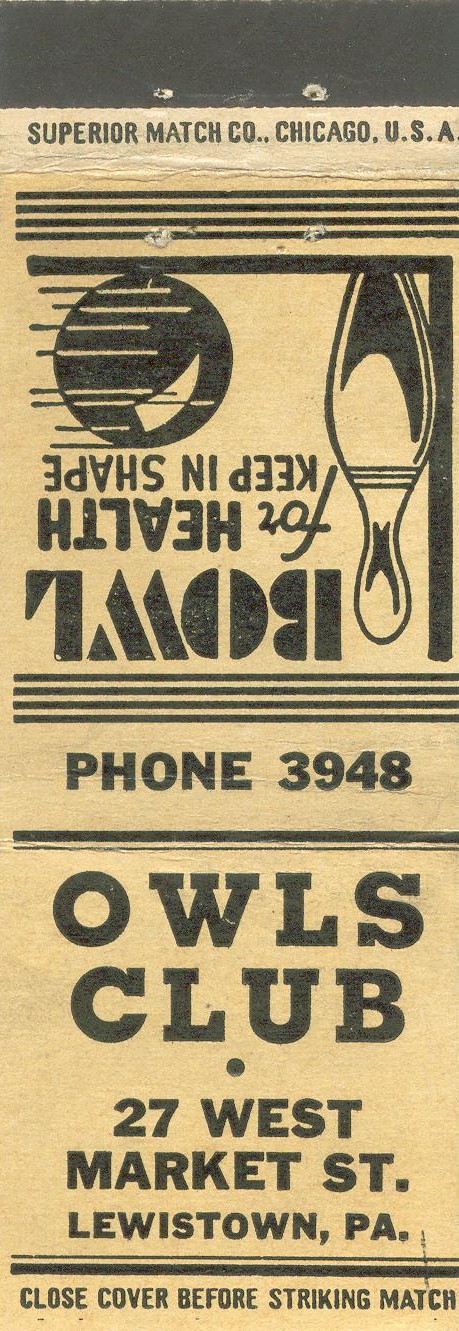 SUPERIOR MATCH CO., CHICAGO, U.S.A.
BOWL
for HEALTH
KEEP IN SHAPE
PHONE 3948
OWLS
CLUB
•
27 WEST
MARKET ST.
LEWISTOWN, PA.
CLOSE COVER BEFORE STRIKING MATCH